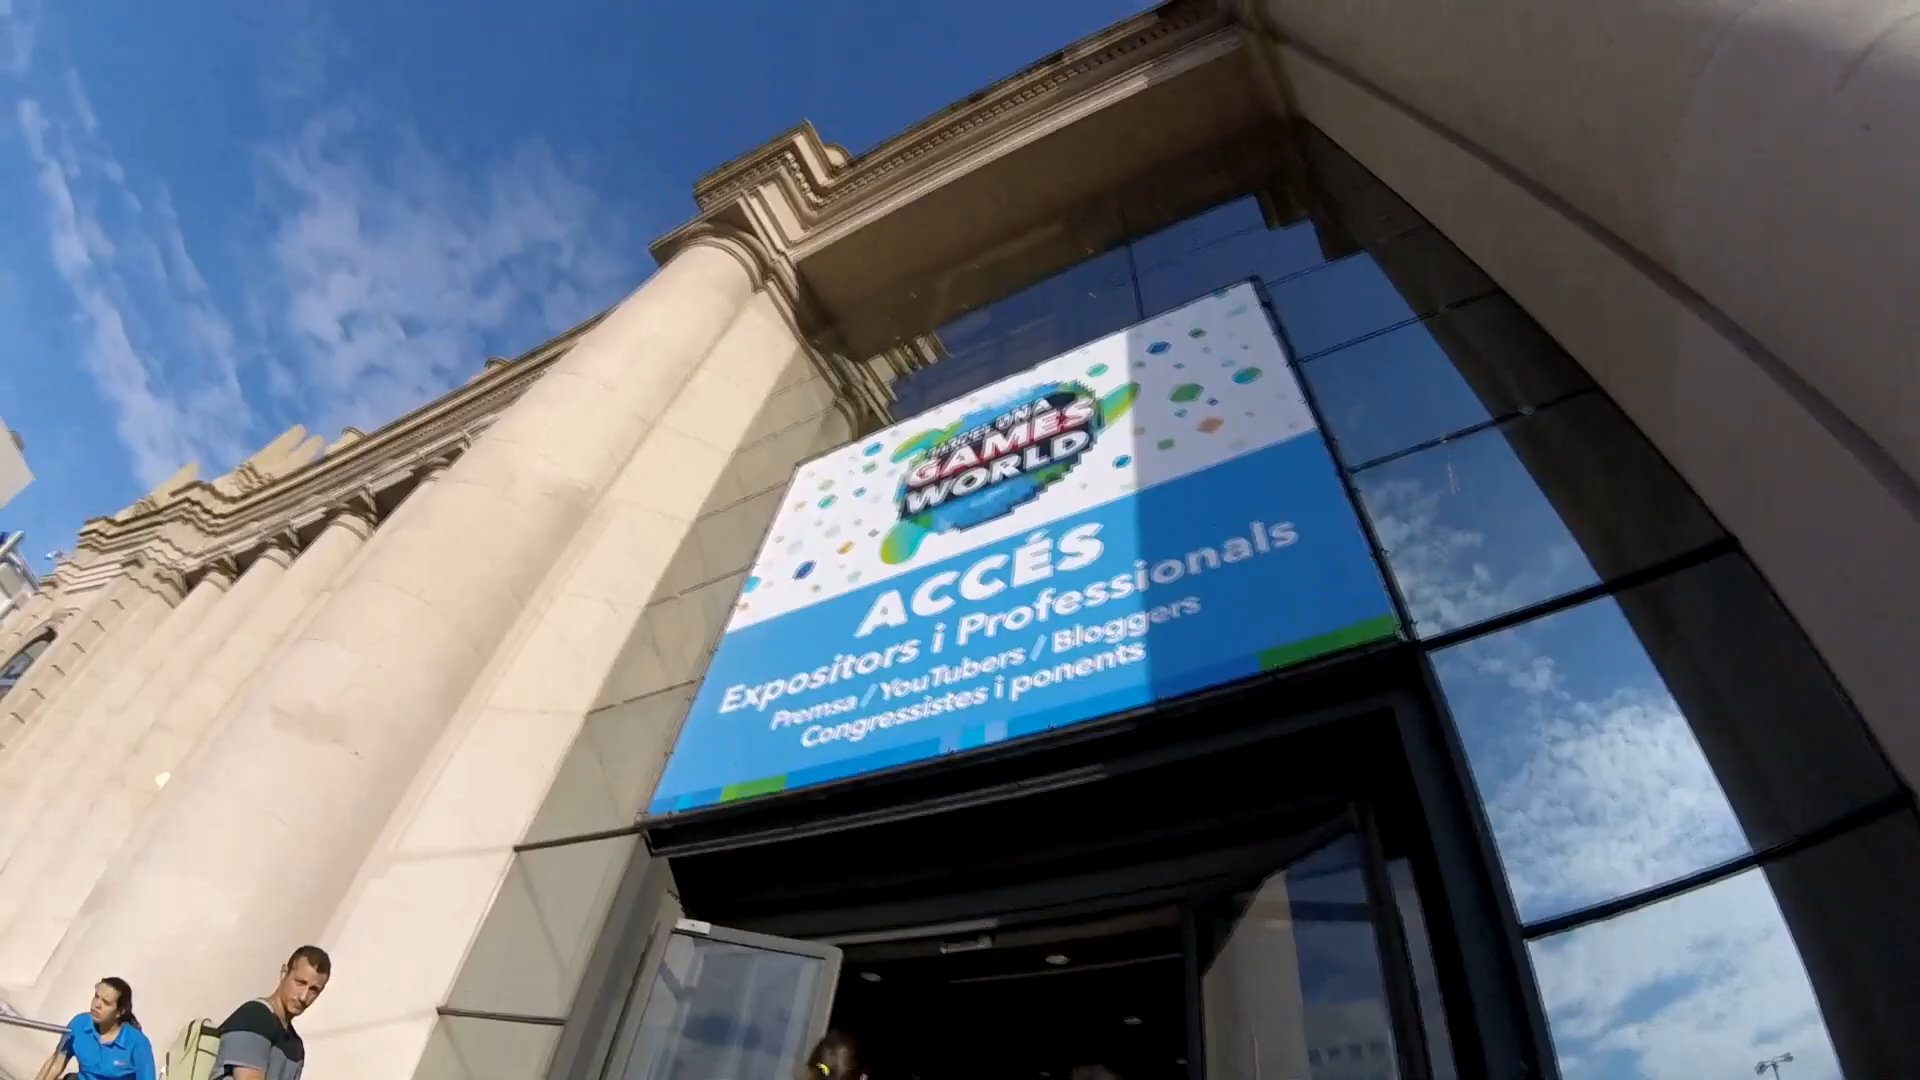 BARCELONA
GAMES
WORLD
ACCÉS
Expositors i Professionals
Premsa / YouTubers / Bloggers
Congressistes i ponents